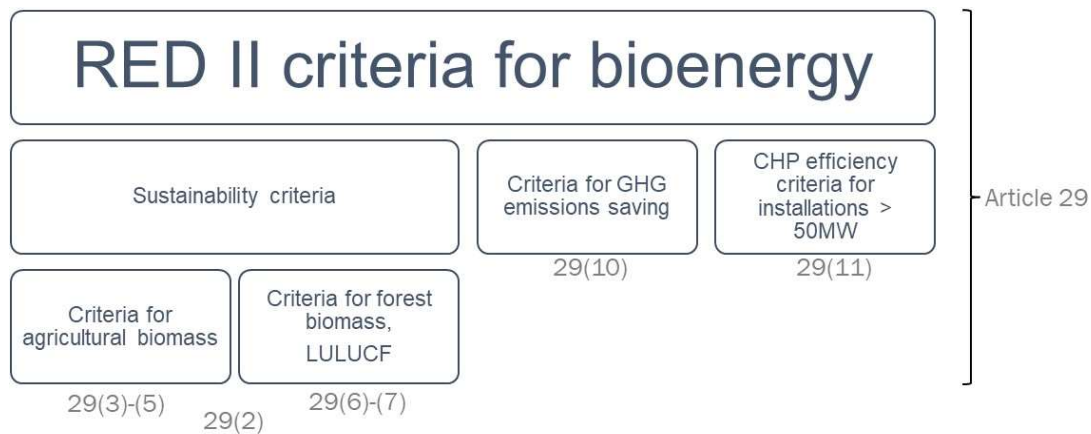 RED II criteria for bioenergy
Sustainability criteria
Criteria for GHG
emissions saving
CHP efficiency
criteria for
installations >
50MW
Article 29
29(10)
29(11)
Criteria for
agricultural biomass
Criteria for forest
biomass,
LULUCF
29(3)-(5)
29(2)
29(6)-(7)